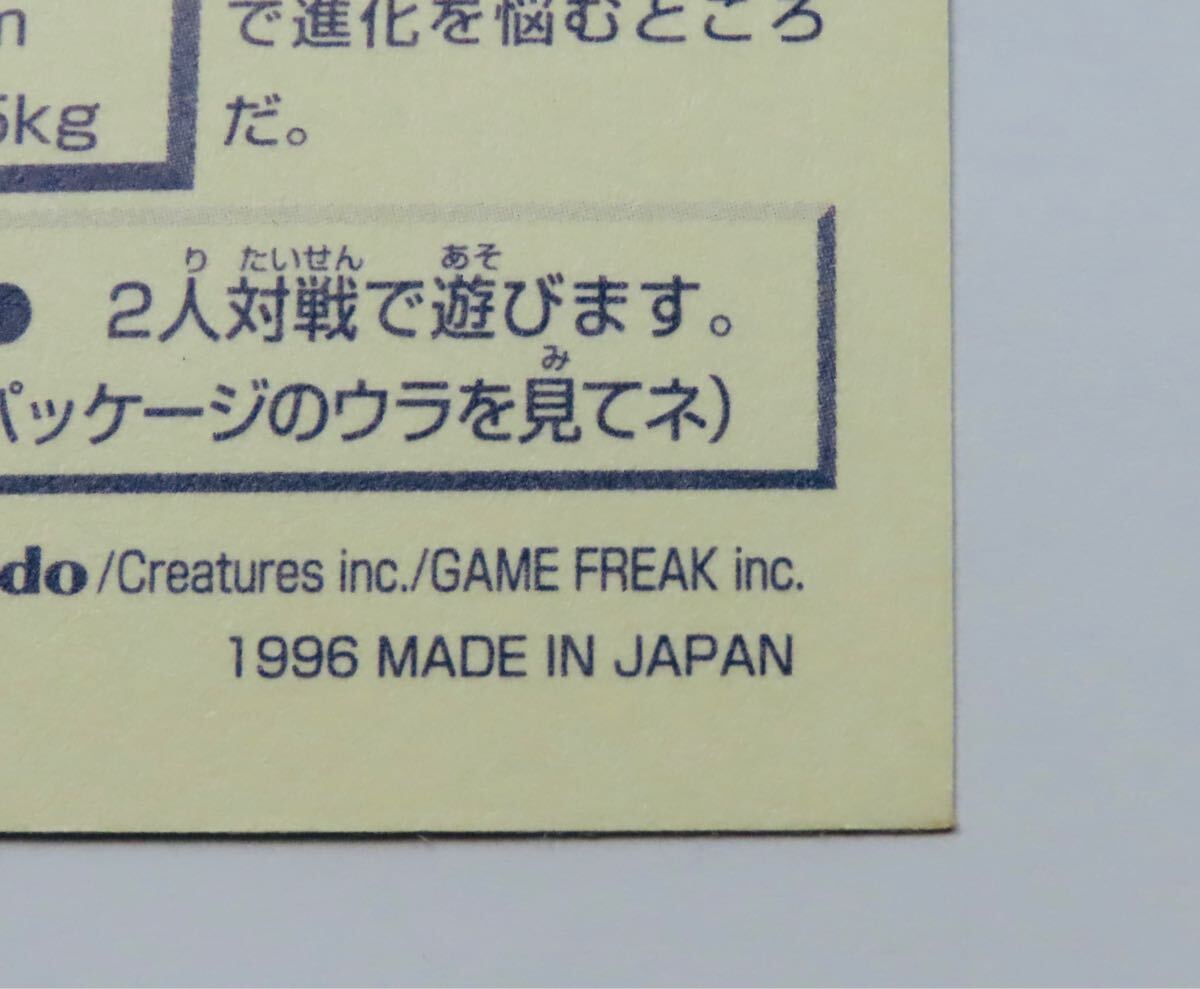 で進化を悩むところ
だ。
m
5kg
り たいせん あそ
● 2人対戦で遊びます。
み
パッケージのウラを見てネ)
do/Creatures inc./GAME FREAK inc.
1996 MADE IN JAPAN